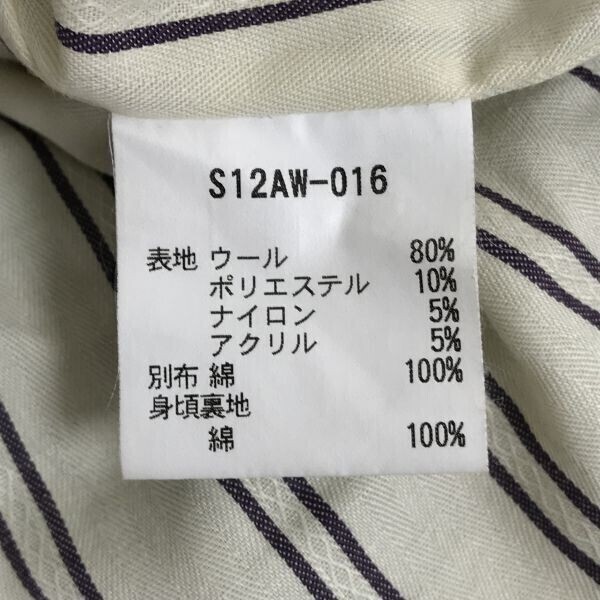 S12AW-016
表地 ウール 80%
ポリエステル 10%
ナイロン 5%
アクリル 5%
別布 綿 100%
身頃裏地
綿 100%